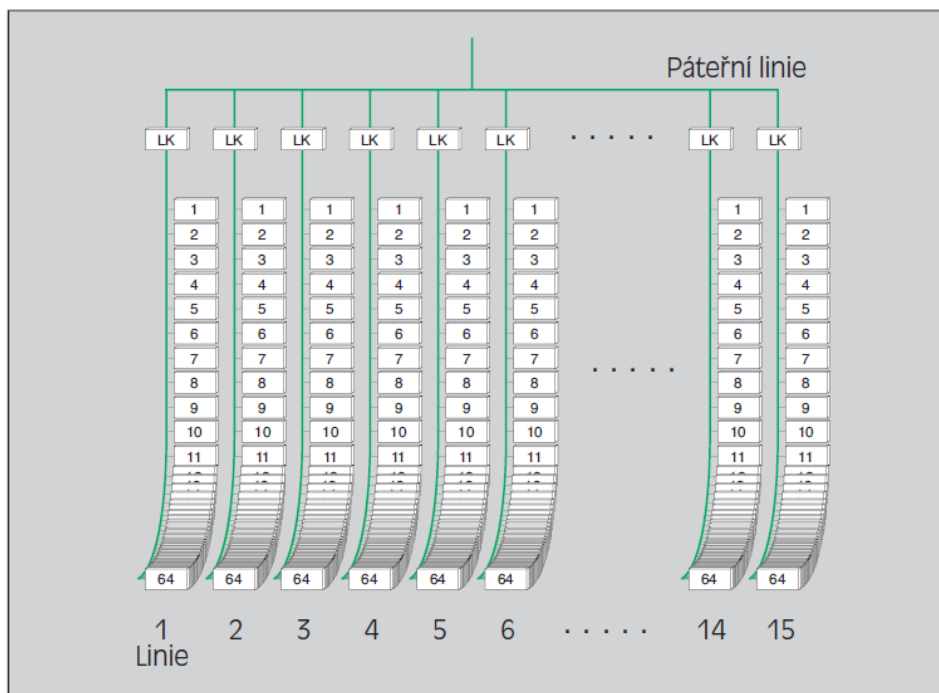 Páteřní linie
LK LK LK LK LK LK . . . . . LK LK
1 1 1 1 1 1 1 1
2 2 2 2 2 2 2 2
3 3 3 3 3 3 3 3
4 4 4 4 4 4 4 4
5 5 5 5 5 5 5 5
6 6 6 6 6 6 6 6
7 7 7 7 7 7 . . . . . 7 7
8 8 8 8 8 8 8 8
9 9 9 9 9 9 9 9
10 10 10 10 10 10 10 10
11 11 11 11 11 11 11 11
64 64 64 64 64 64 64 64
1 2 3 4 5 6 . . . . . 14 15
Linie